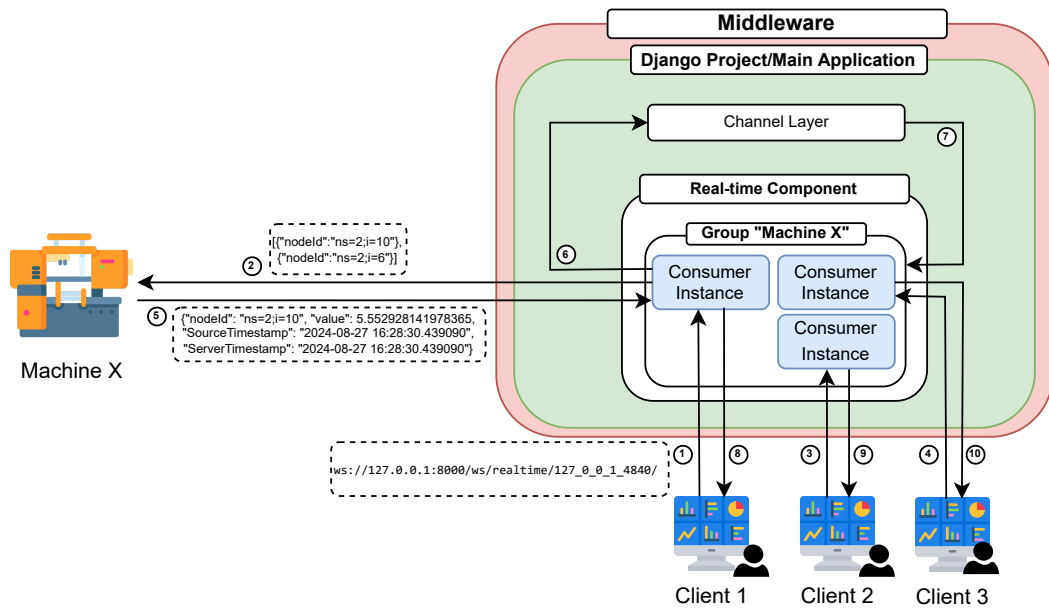 Middleware
Django Project/Main Application
Channel Layer
7
Real-time Component
Group "Machine X"
6
Consumer
Instance
Consumer
Instance
Consumer
Instance
[{"nodeId":"ns=2;i=10"},
{"nodeId":"ns=2;i=6"}]
2
5
{"nodeId": "ns=2;i=10", "value": 5.552928141978365,
"SourceTimestamp": "2024-08-27 16:28:30.439090",
"ServerTimestamp": "2024-08-27 16:28:30.439090"}
Machine X
ws://127.0.0.1:8000/ws/realtime/127_0_0_1_4840/
1
8
3
9
4
10
Client 1
Client 2
Client 3